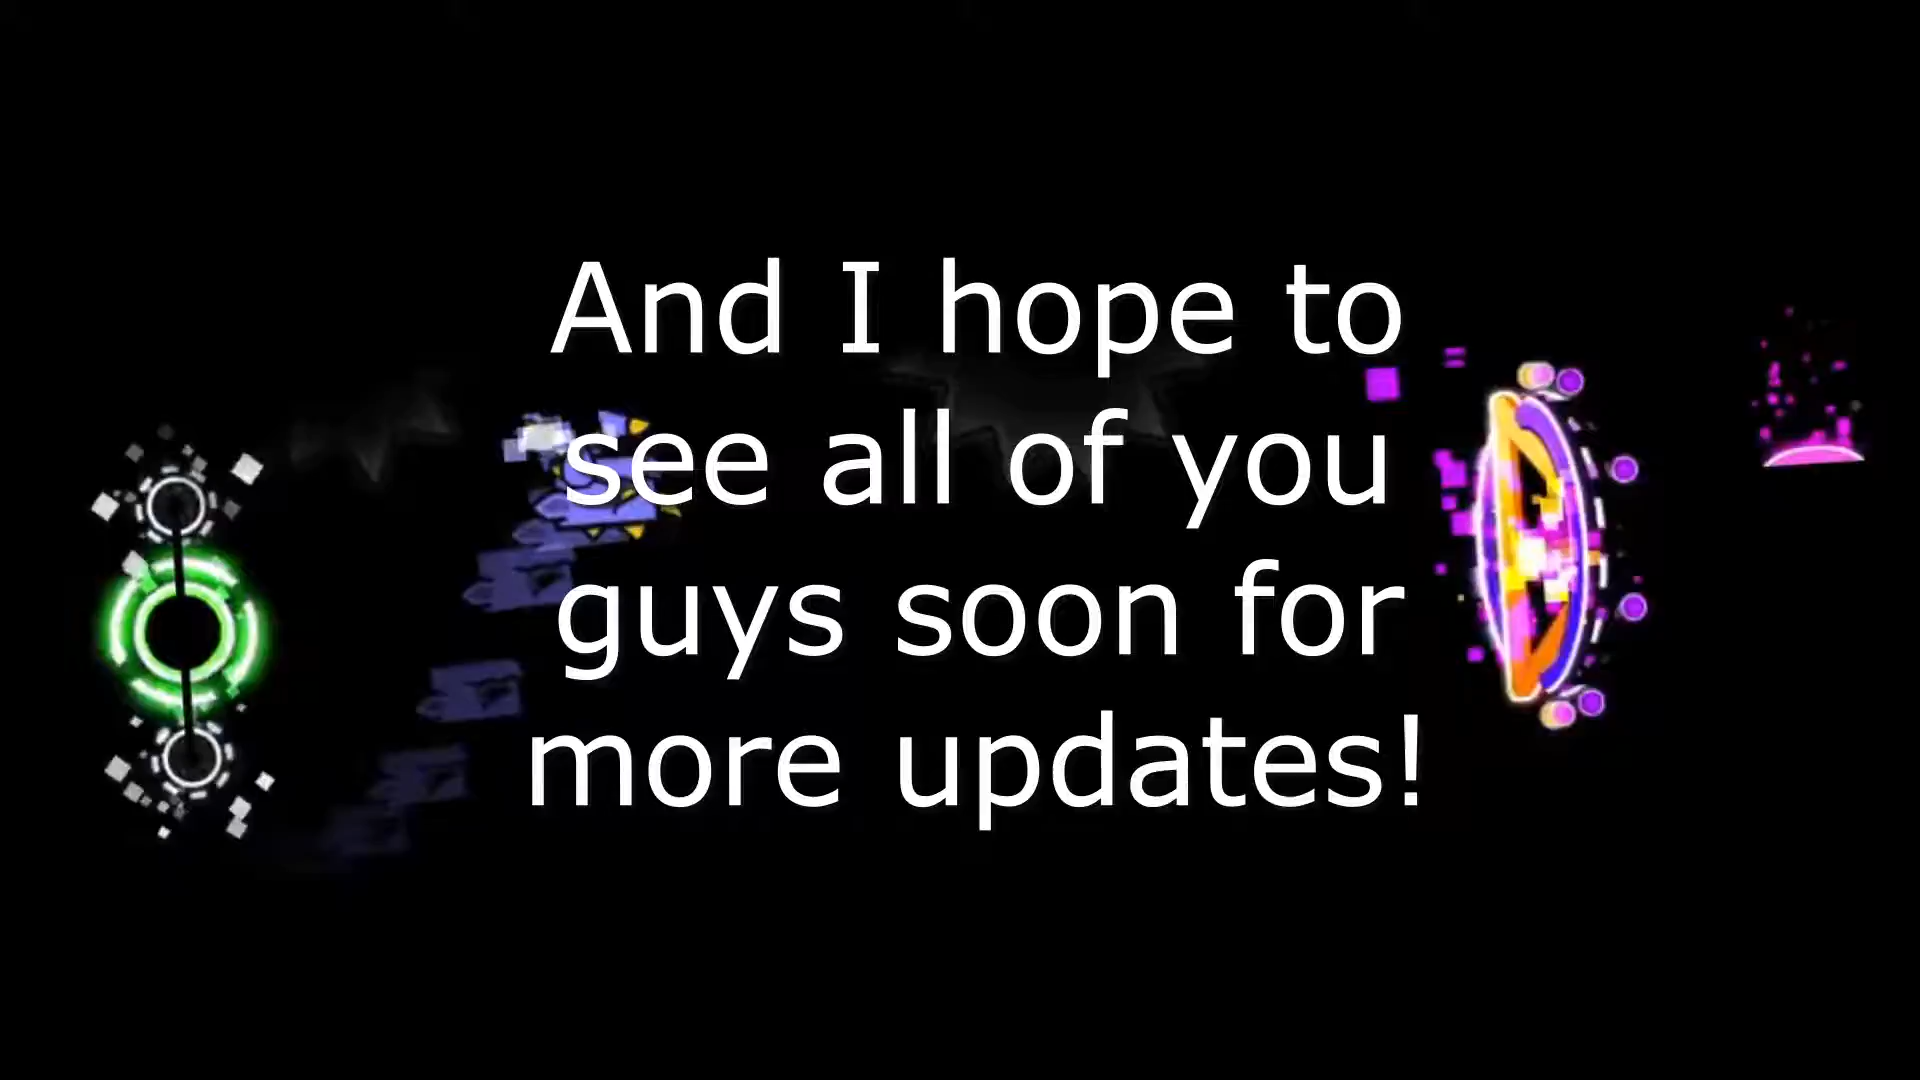 And I hope to
see all of you
guys soon for
more updates!